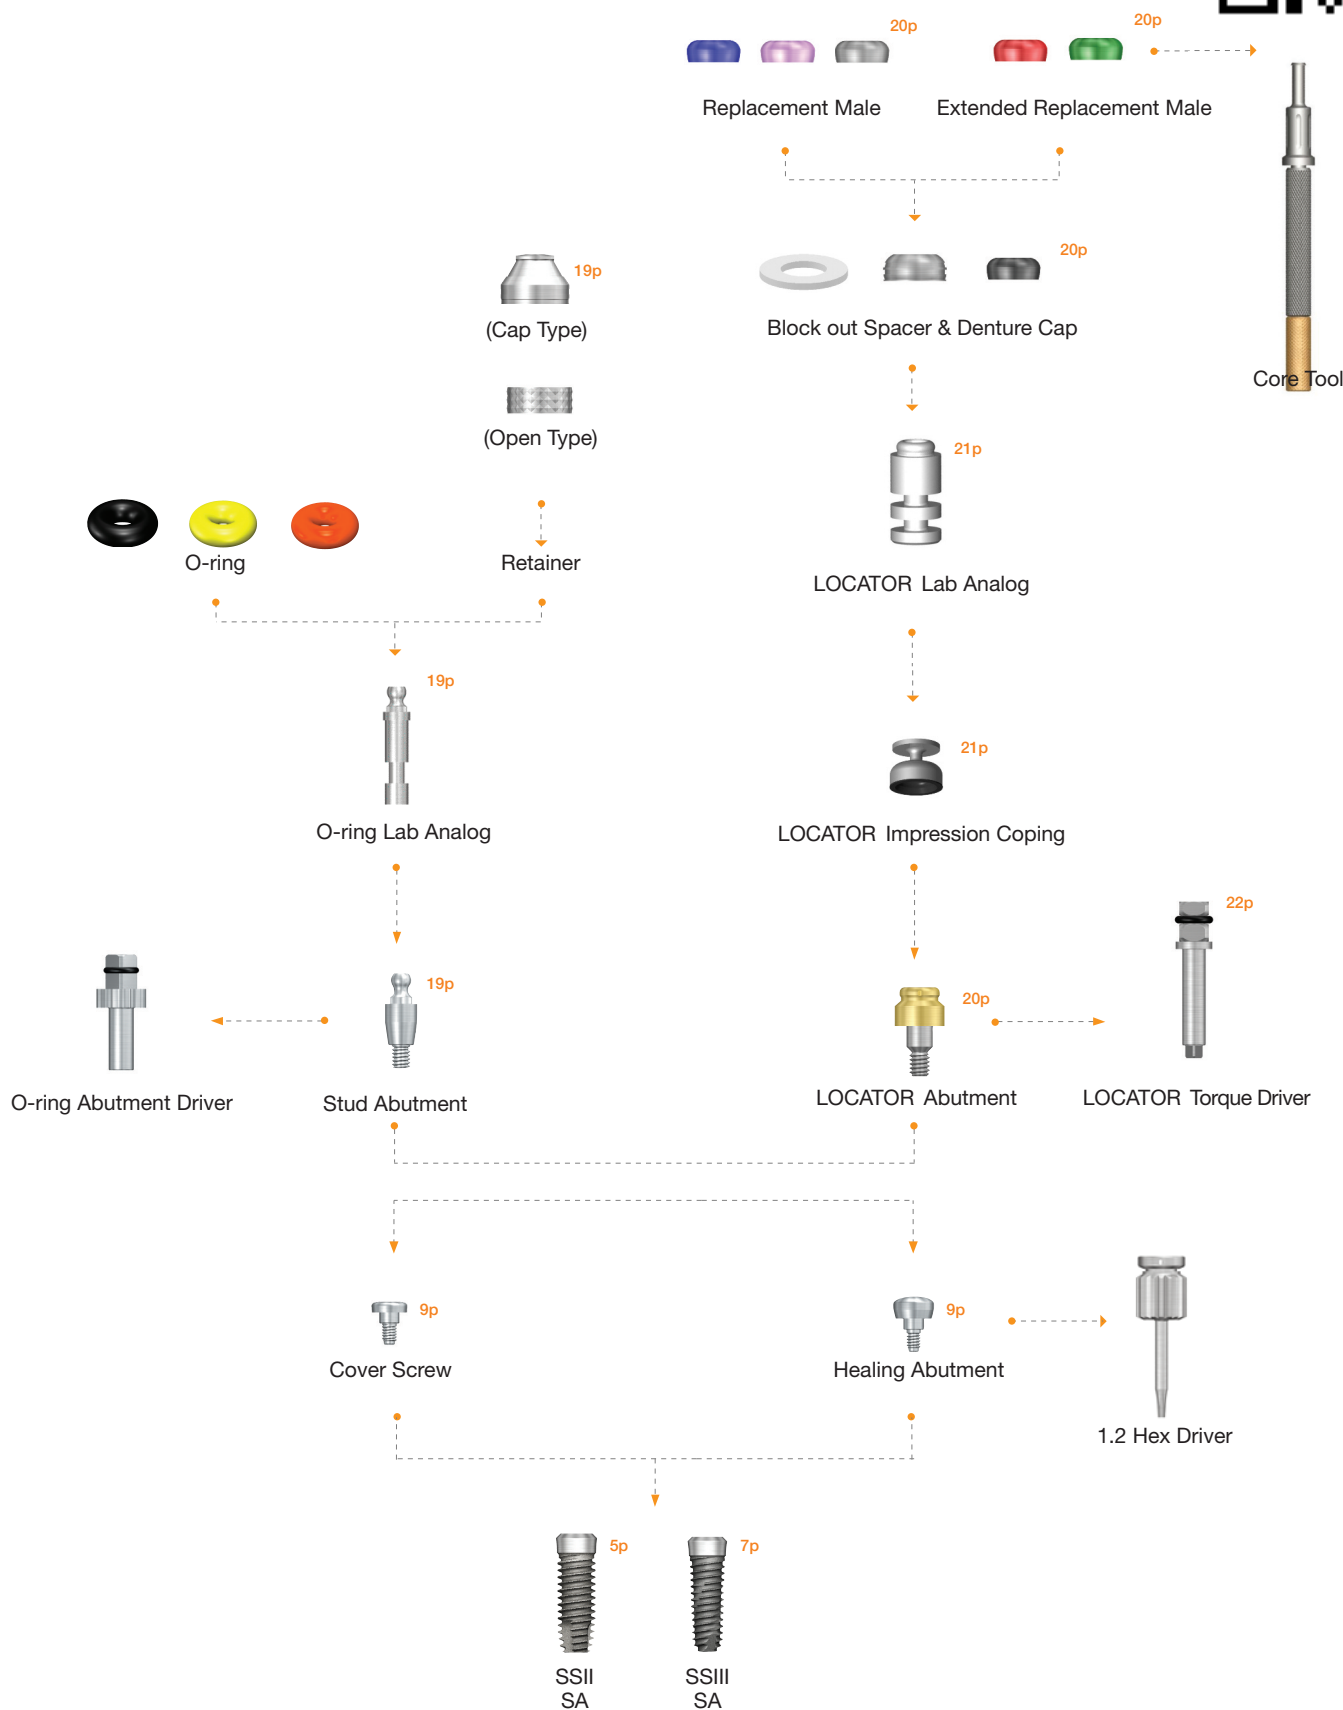 20p
20p
Replacement Male
Extended Replacement Male
19p
20p
(Cap Type)
Block out Spacer & Denture Cap
Core Tool
(Open Type)
21p
O-ring
Retainer
LOCATOR Lab Analog
19p
21p
O-ring Lab Analog
LOCATOR Impression Coping
22p
19p
20p
O-ring Abutment Driver
Stud Abutment
LOCATOR Abutment
LOCATOR Torque Driver
9p
9p
Cover Screw
Healing Abutment
1.2 Hex Driver
5p
7p
SSII
SA
SSIII
SA